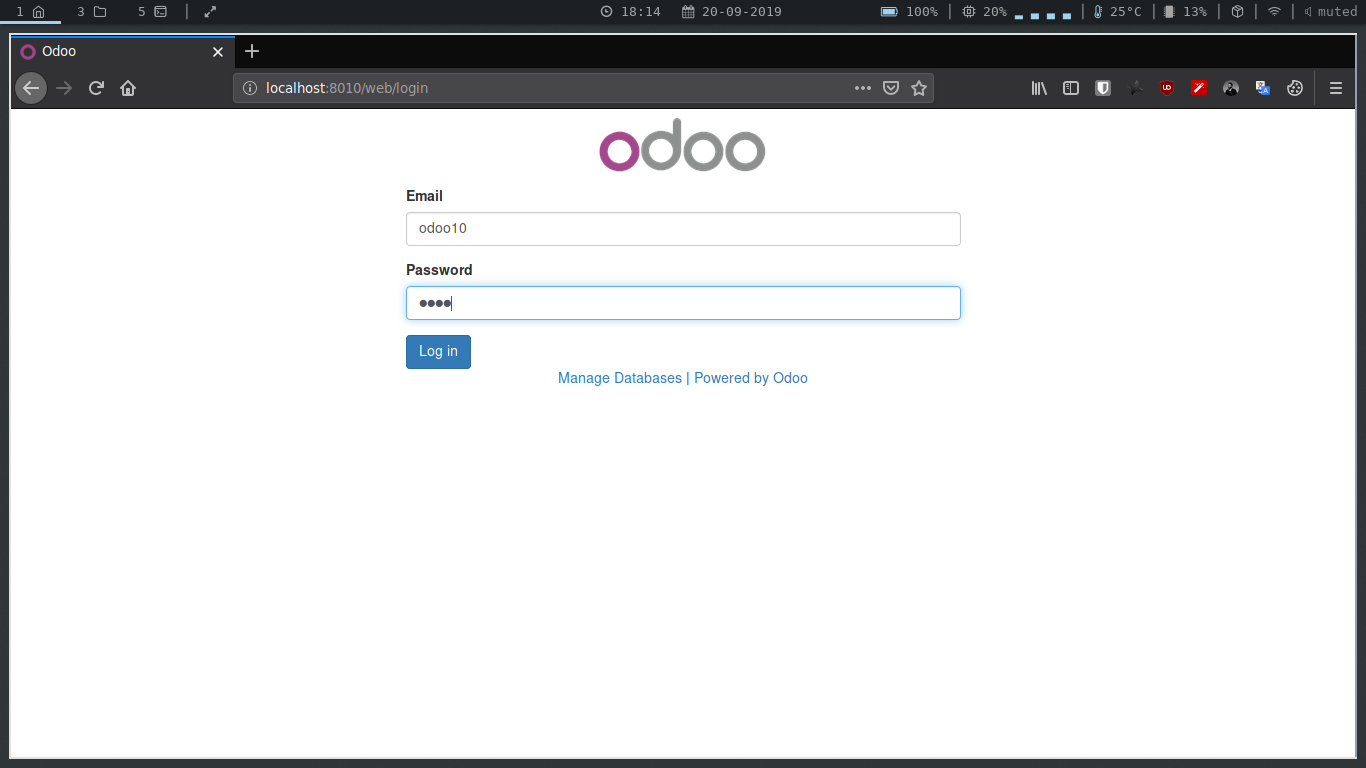 1 3 5 | 18:14 20-09-2019 100% | 20% | 25°C | 13% | | | muted
Odoo
localhost:8010/web/login
UD
odoo
Email
odoo10
Password
••••
Log in
Manage Databases | Powered by Odoo